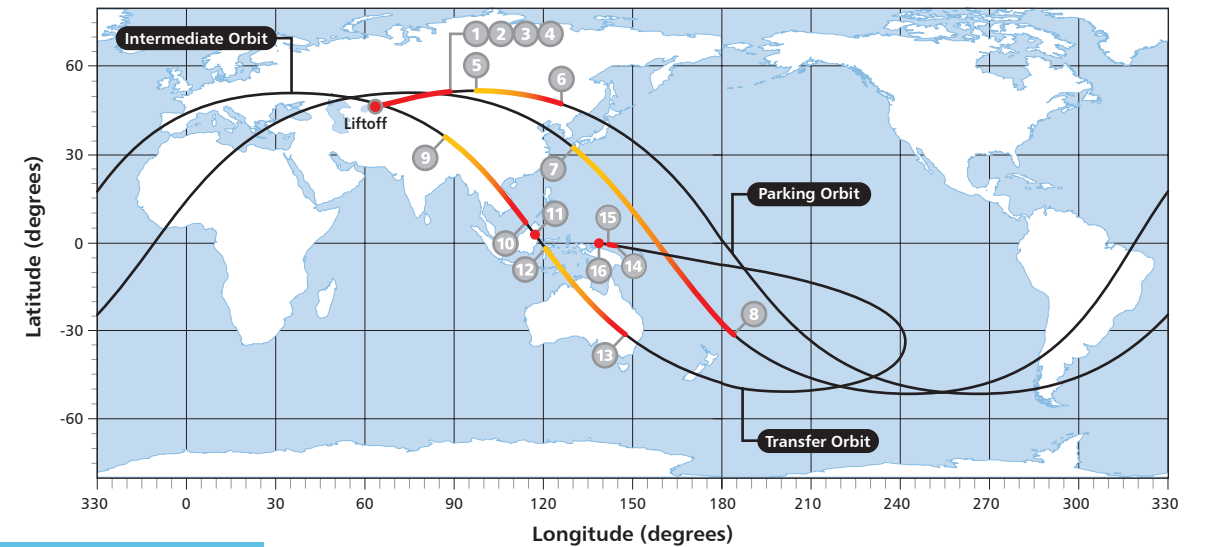 Intermediate Orbit
1 2 3 4
5
6
60
Liftoff
9
7
30
Parking Orbit
11
15
10
0
12
16
14
8
-30
13
-60
Transfer Orbit
330 0 30 60 90 120 150 180 210 240 270 300 330
Longitude (degrees)
Latitude (degrees)